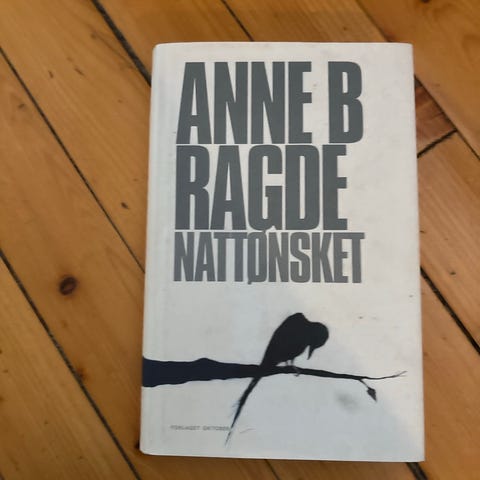 ANNE B
RAGDE
NATTØNSKET
FORLAGET OKTOBER